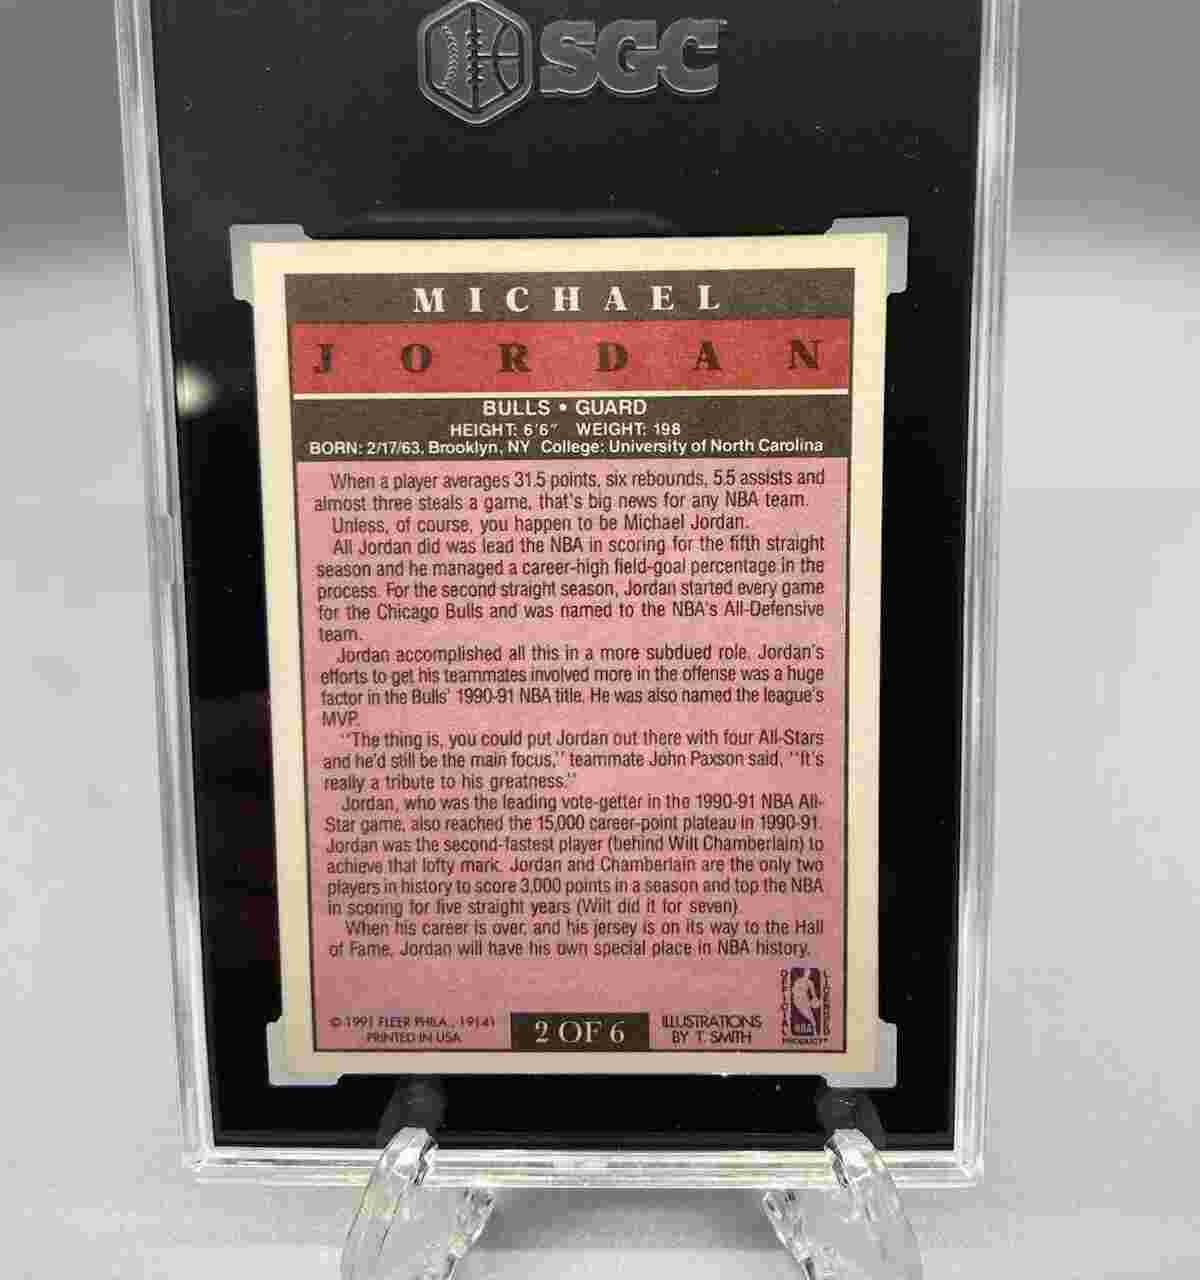 SGC
MICHAEL
JORDAN
BULLS • GUARD
HEIGHT: 6'6" WEIGHT: 198
BORN: 2/17/63, Brooklyn, NY College: University of North Carolina
When a player averages 31.5 points, six rebounds, 5.5 assists and
almost three steals a game, that's big news for any NBA team.
Unless, of course, you happen to be Michael Jordan.
All Jordan did was lead the NBA in scoring for the fifth straight
season and he managed a career-high field-goal percentage in the
process. For the second straight season, Jordan started every game
for the Chicago Bulls and was named to the NBA's All-Defensive
team.
Jordan accomplished all this in a more subdued role. Jordan's
efforts to get his teammates involved more in the offense was a huge
factor in the Bulls' 1990-91 NBA title. He was also named the league's
MVP.
"The thing is, you could put Jordan out there with four All-Stars
and he'd still be the main focus," teammate John Paxson said, "It's
really a tribute to his greatness."
Jordan, who was the leading vote-getter in the 1990-91 NBA All-
Star game, also reached the 15,000 career-point plateau in 1990-91.
Jordan was the second-fastest player (behind Wilt Chamberlain) to
achieve that lofty mark. Jordan and Chamberlain are the only two
players in history to score 3,000 points in a season and top the NBA
in scoring for five straight years (Wilt did it for seven).
When his career is over, and his jersey is on its way to the Hall
of Fame, Jordan will have his own special place in NBA history.
© 1991 FLEER PHILA., 19141
PRINTED IN USA
2 OF 6
ILLUSTRATIONS
BY T. SMITH
OFFICIAL
LICENSED
NBA
PRODUCT